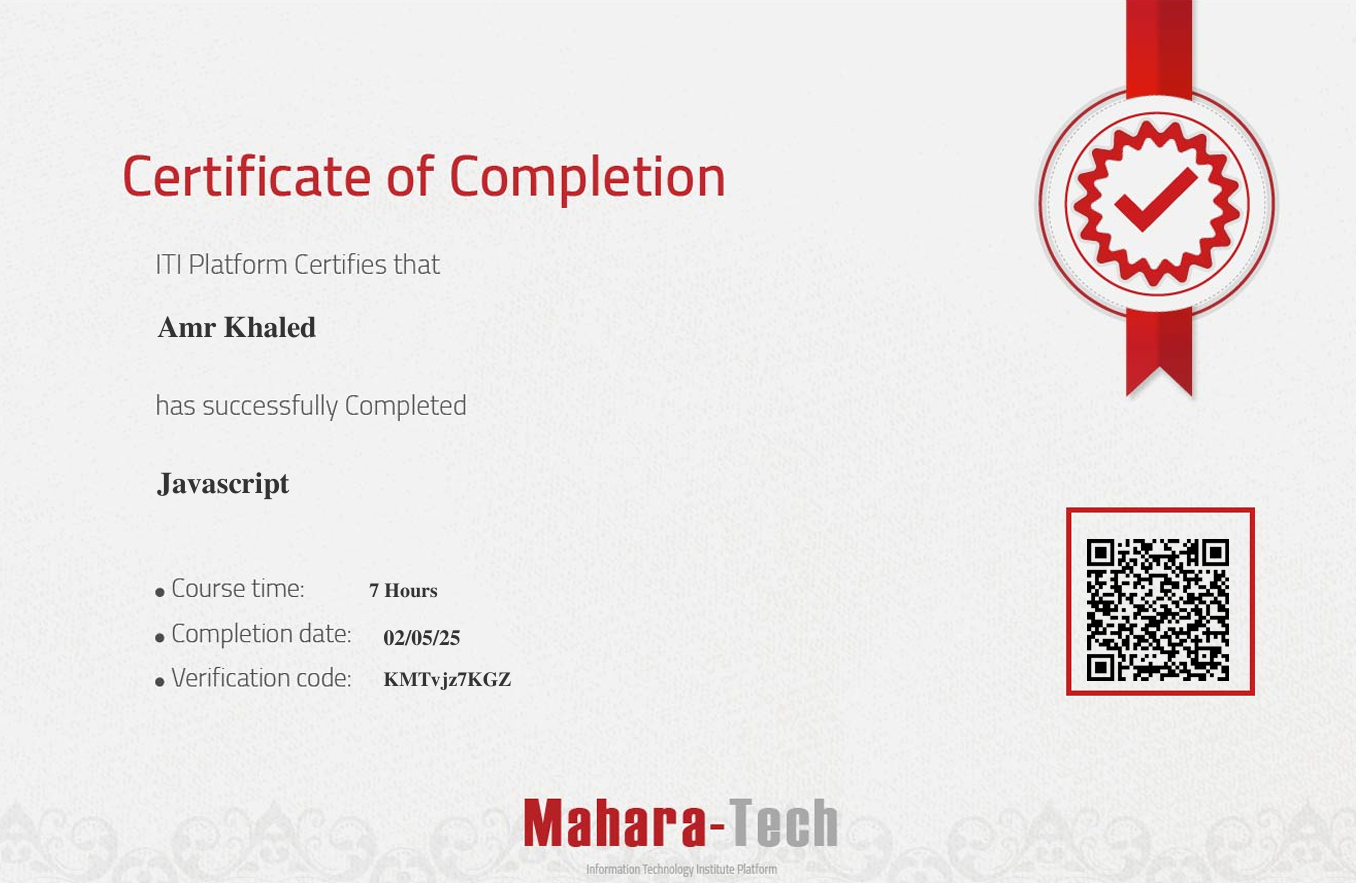 Certificate of Completion
ITI Platform Certifies that
Amr Khaled
has successfully Completed
Javascript
• Course time: 7 Hours
• Completion date: 02/05/25
• Verification code: KMTvjz7KGZ
Mahara-Tech
Information Technology Institute Platform